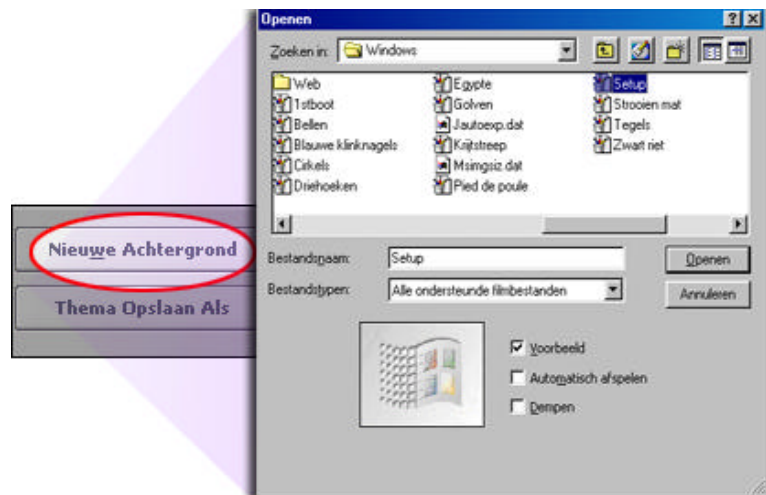 Nieuwe Achtergrond
Thema Opslaan Als
Openen
Zoeken in: Windows
Web
1stboot
Bellen
Blauwe klinknagels
Cirkels
Driehoeken
Egypte
Golven
Jautoexp.dat
Krijtstreep
Msimgsiz.dat
Pied de poule
Setup
Strooien mat
Tegels
Zwart riet
Bestandsnaam: Setup Openen
Bestandstypen: Alle ondersteunde filmbestanden Annuleren
Voorbeeld
Automatisch afspelen
Dempen